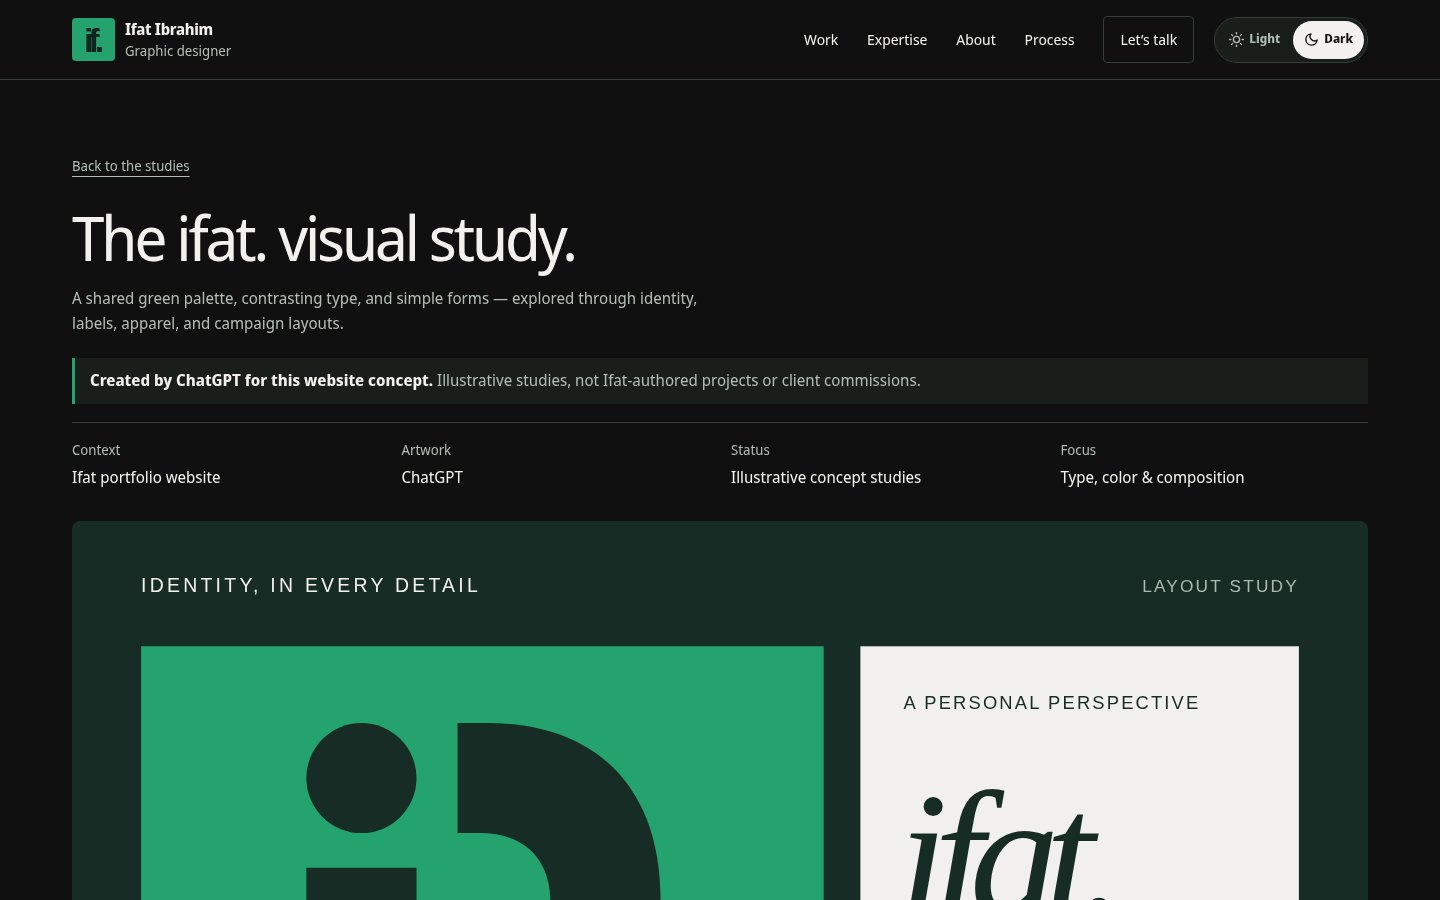 if.
Ifat Ibrahim
Graphic designer
Work
Expertise
About
Process
Let’s talk
Light
Dark
Back to the studies
The ifat. visual study.
A shared green palette, contrasting type, and simple forms — explored through identity,
labels, apparel, and campaign layouts.
Created by ChatGPT for this website concept. Illustrative studies, not Ifat-authored projects or client commissions.
Context
Ifat portfolio website
Artwork
ChatGPT
Status
Illustrative concept studies
Focus
Type, color & composition
IDENTITY, IN EVERY DETAIL
LAYOUT STUDY
A PERSONAL PERSPECTIVE
ifat.